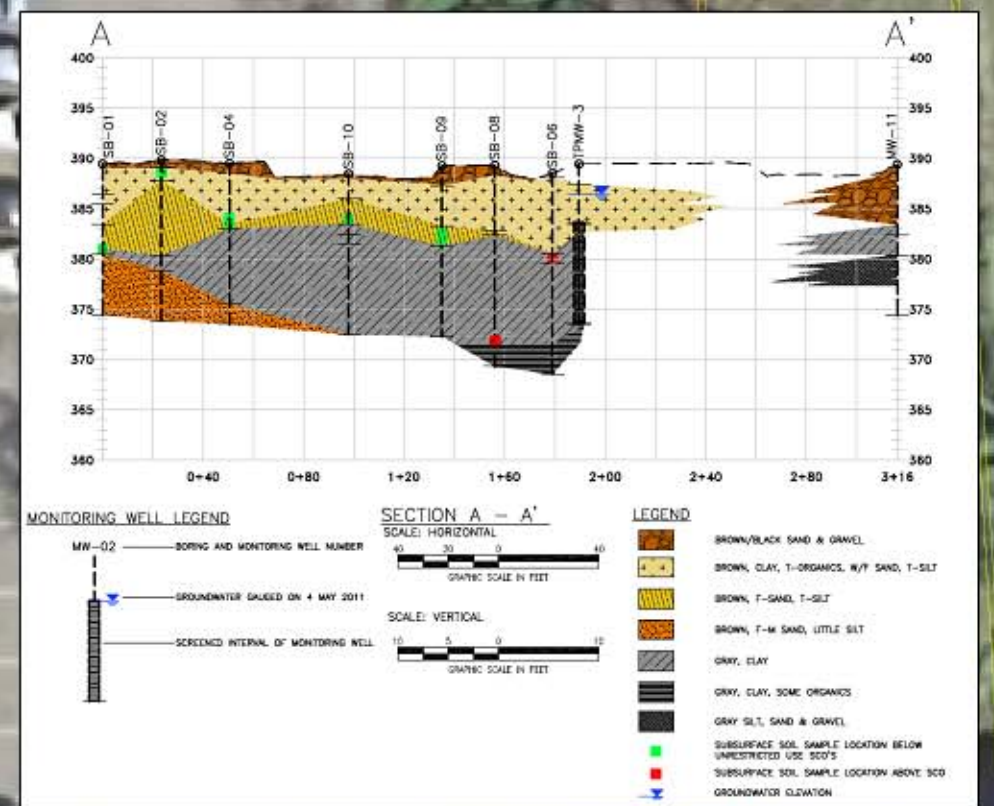 A A'
400 400
395 395
390 390
385 385
380 380
375 375
370 370
365 365
360 360
SB-01
SB-02
SB-04
SB-10
SB-09
SB-08
SB-06
TPMW-3
MW-11
0+40 0+80 1+20 1+60 2+00 2+40 2+80 3+16
MONITORING WELL LEGEND
MW-02
BORING AND MONITORING WELL NUMBER
GROUNDWATER GAUGED ON 4 MAY 2011
SCREENED INTERVAL OF MONITORING WELL
SECTION A - A'
SCALE: HORIZONTAL
40 20 0 40
GRAPHIC SCALE IN FEET
SCALE: VERTICAL
10 5 0 10
GRAPHIC SCALE IN FEET
LEGEND
BROWN/BLACK SAND & GRAVEL
BROWN, CLAY, T-ORGANICS, W/F SAND, T-SILT
BROWN, F-SAND, T-SILT
BROWN, F-M SAND, LITTLE SILT
GRAY, CLAY
GRAY, CLAY, SOME ORGANICS
GRAY SILT, SAND & GRAVEL
SUBSURFACE SOIL SAMPLE LOCATION BELOW
UNRESTRICTED USE SCO'S
SUBSURFACE SOIL SAMPLE LOCATION ABOVE SCO
GROUNDWATER ELEVATION